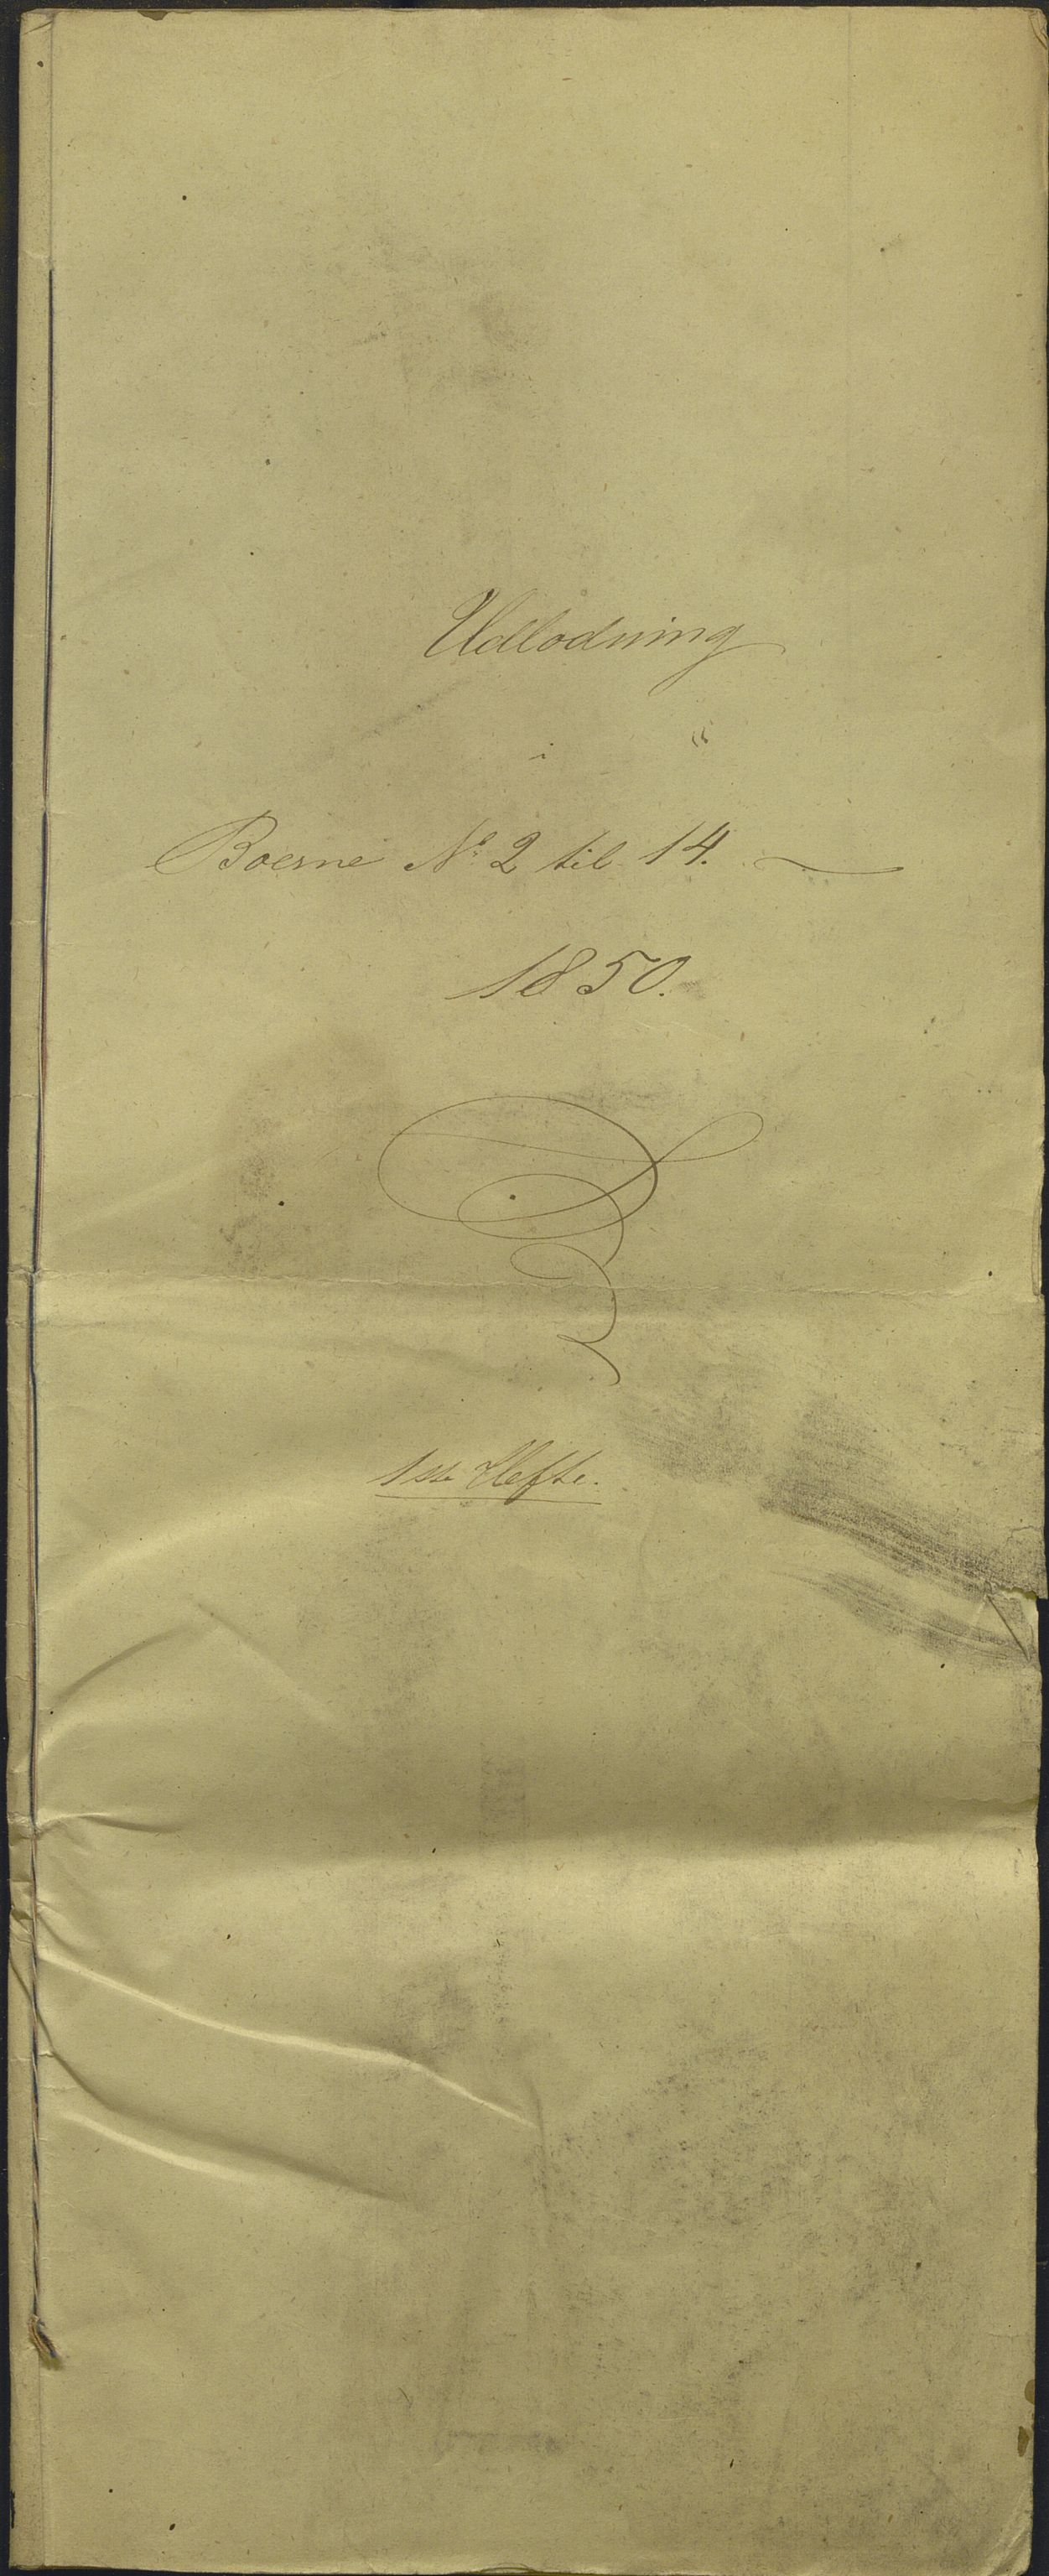 Udlodning
i
Boerne No 2 til 14.
1850.
1ste Hefte.